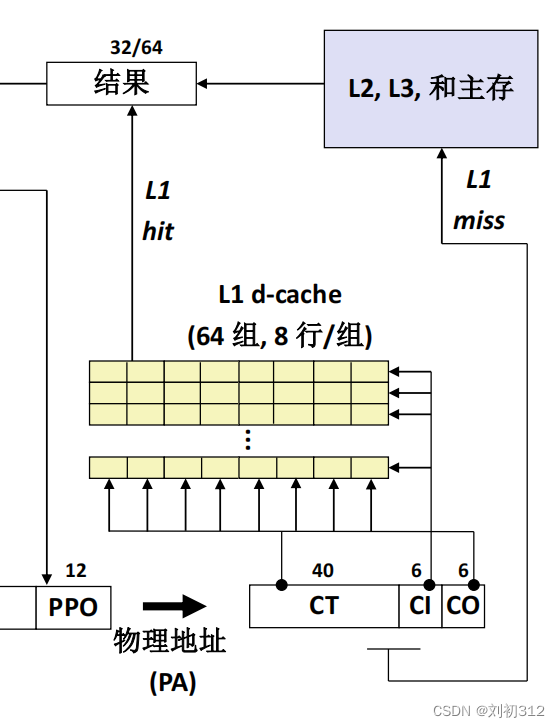 32/64
结果
L2, L3, 和主存
L1
hit
L1
miss
L1 d-cache
(64 组, 8 行/组)
...
12
40
6
6
PPO
CT
CI
CO
物理地址
(PA)
CSDN @刘初312